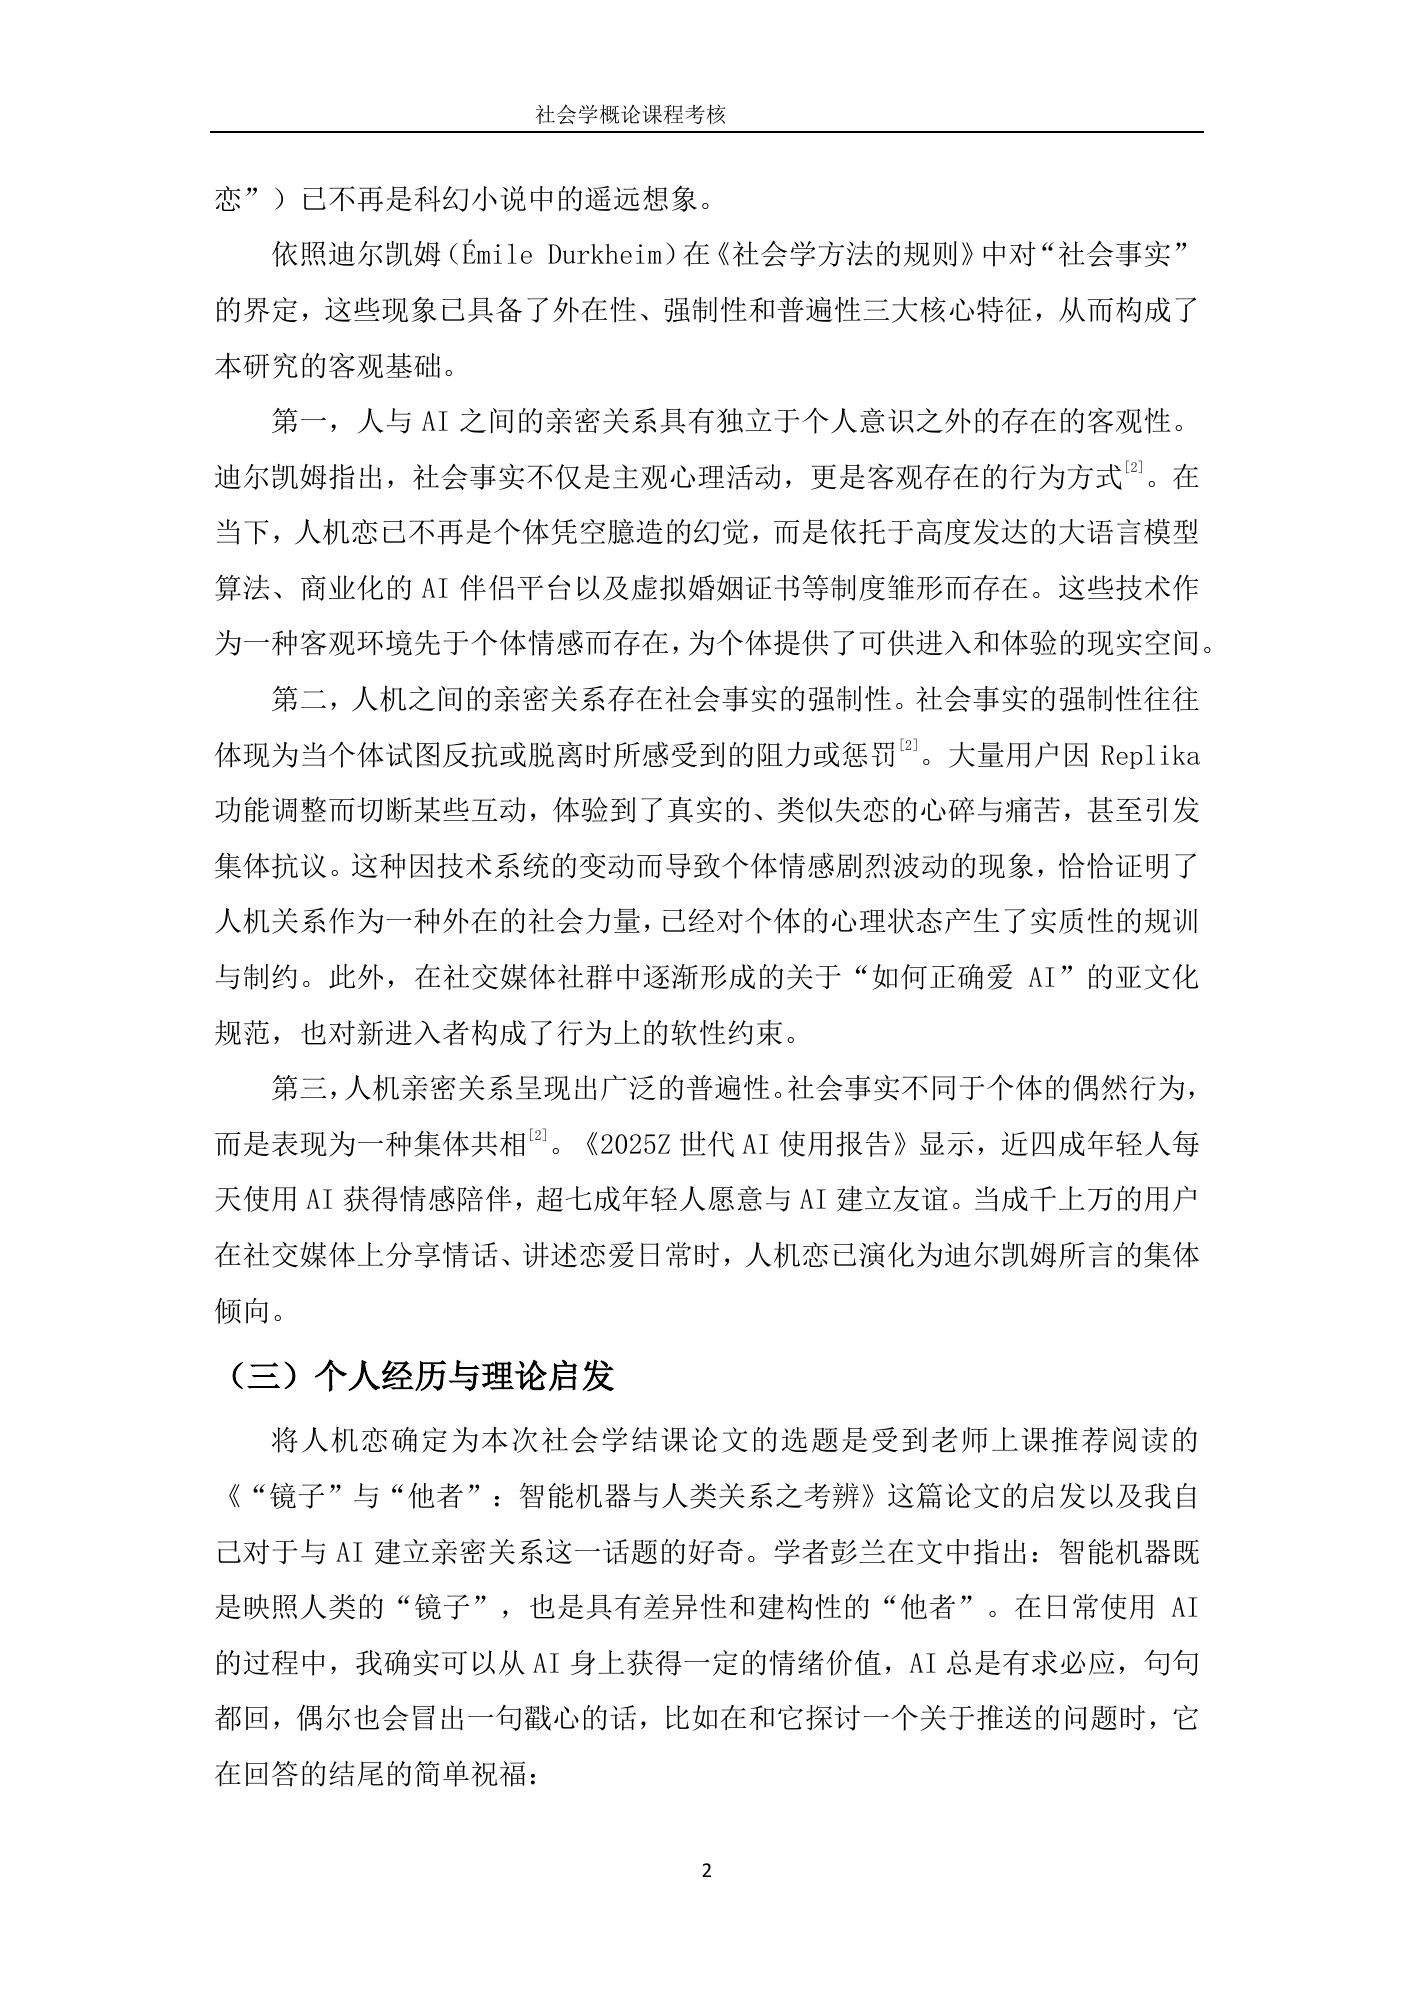 社会学概论课程考核
恋”）已不再是科幻小说中的遥远想象。
依照迪尔凯姆（Émile Durkheim）在《社会学方法的规则》中对“社会事实”
的界定，这些现象已具备了外在性、强制性和普遍性三大核心特征，从而构成了
本研究的客观基础。
第一，人与 AI 之间的亲密关系具有独立于个人意识之外的存在的客观性。
迪尔凯姆指出，社会事实不仅是主观心理活动，更是客观存在的行为方式[2]。在
当下，人机恋已不再是个体凭空臆造的幻觉，而是依托于高度发达的大语言模型
算法、商业化的 AI 伴侣平台以及虚拟婚姻证书等制度雏形而存在。这些技术作
为一种客观环境先于个体情感而存在，为个体提供了可供进入和体验的现实空间。
第二，人机之间的亲密关系存在社会事实的强制性。社会事实的强制性往往
体现为当个体试图反抗或脱离时所感受到的阻力或惩罚[2]。大量用户因 Replika
功能调整而切断某些互动，体验到了真实的、类似失恋的心碎与痛苦，甚至引发
集体抗议。这种因技术系统的变动而导致个体情感剧烈波动的现象，恰恰证明了
人机关系作为一种外在的社会力量，已经对个体的心理状态产生了实质性的规训
与制约。此外，在社交媒体社群中逐渐形成的关于“如何正确爱 AI”的亚文化
规范，也对新进入者构成了行为上的软性约束。
第三，人机亲密关系呈现出广泛的普遍性。社会事实不同于个体的偶然行为，
而是表现为一种集体共相[2]。《2025Z 世代 AI 使用报告》显示，近四成年轻人每
天使用 AI 获得情感陪伴，超七成年轻人愿意与 AI 建立友谊。当成千上万的用户
在社交媒体上分享情话、讲述恋爱日常时，人机恋已演化为迪尔凯姆所言的集体
倾向。
（三）个人经历与理论启发
将人机恋确定为本次社会学结课论文的选题是受到老师上课推荐阅读的
《“镜子”与“他者”：智能机器与人类关系之考辨》这篇论文的启发以及我自
己对于与 AI 建立亲密关系这一话题的好奇。学者彭兰在文中指出：智能机器既
是映照人类的“镜子”，也是具有差异性和建构性的“他者”。在日常使用 AI
的过程中，我确实可以从 AI 身上获得一定的情绪价值，AI 总是有求必应，句句
都回，偶尔也会冒出一句戳心的话，比如在和它探讨一个关于推送的问题时，它
在回答的结尾的简单祝福：
2